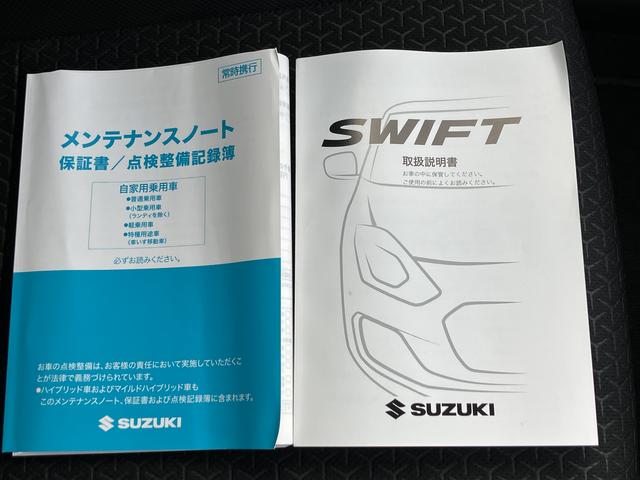 常時携行
メンテナンスノート
保証書／点検整備記録簿
自家用乗用車
●普通乗用車
●小型乗用車
（ランディを除く）
●軽乗用車
●特種用途車
（車いす移動車）
必ずお読みください。
お車の点検整備は、お客様の責任において実施していただくこ
とが法律で義務づけられています。
●ハイブリッド車およびマイルドハイブリッド車も
このメンテナンスノート、保証書および点検記録簿に含まれます。
SUZUKI
SWIFT
取扱説明書
お車の中に保管してください。
ご使用の前によくお読みください。
SUZUKI